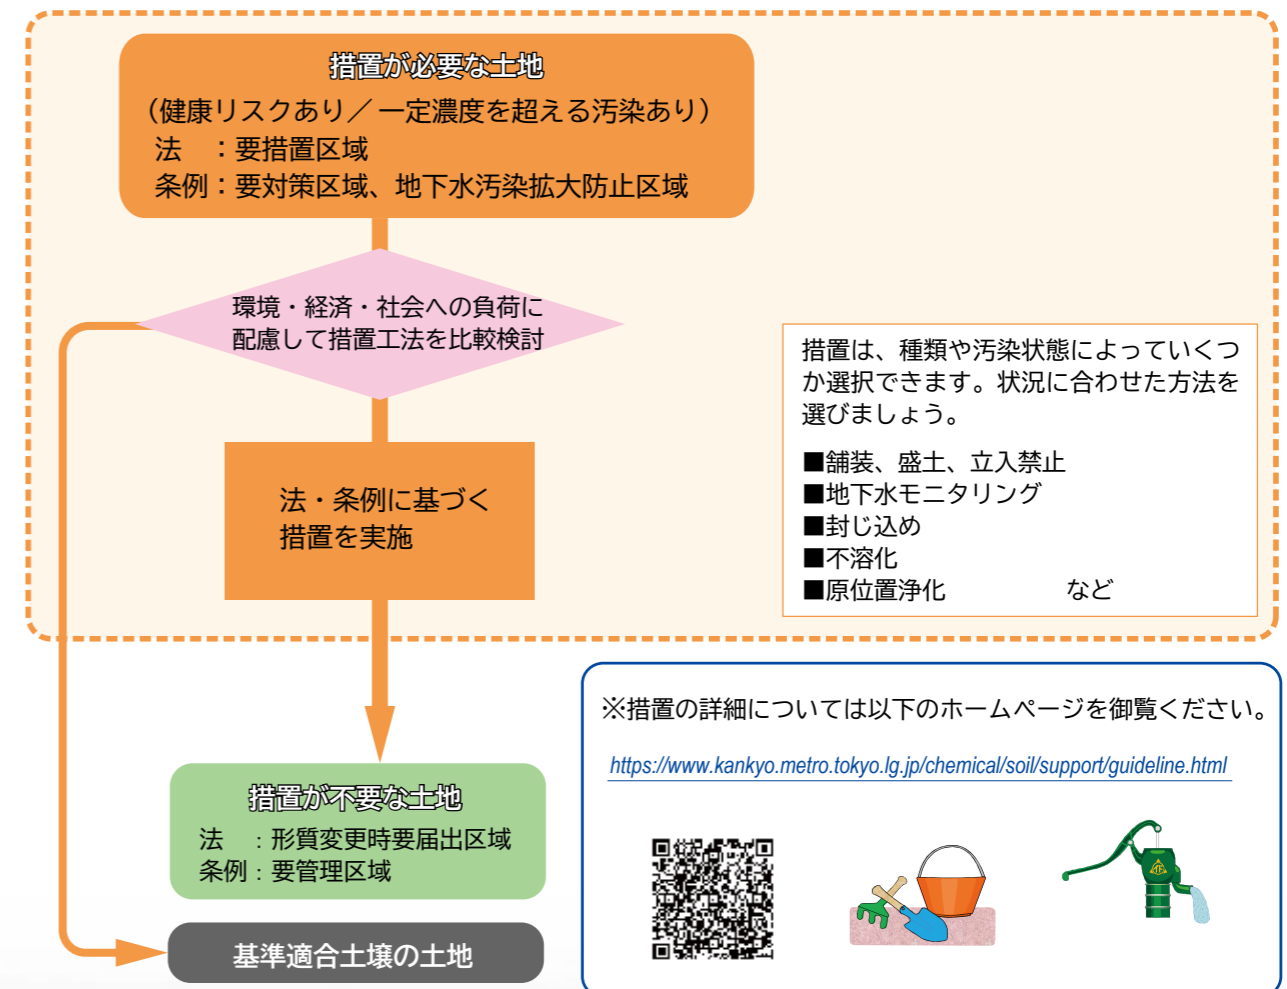 措置が必要な土地
（健康リスクあり／一定濃度を超える汚染あり）
法　：要措置区域
条例：要対策区域、地下水汚染拡大防止区域
環境・経済・社会への負荷に
配慮して措置工法を比較検討
法・条例に基づく
措置を実施
措置は、種類や汚染状態によっていくつ
か選択できます。状況に合わせた方法を
選びましょう。
■舗装、盛土、立入禁止
■地下水モニタリング
■封じ込め
■不溶化
■原位置浄化　　　　　など
措置が不要な土地
法　：形質変更時要届出区域
条例：要管理区域
基準適合土壌の土地
※措置の詳細については以下のホームページを御覧ください。
https://www.kankyo.metro.tokyo.lg.jp/chemical/soil/support/guideline.html